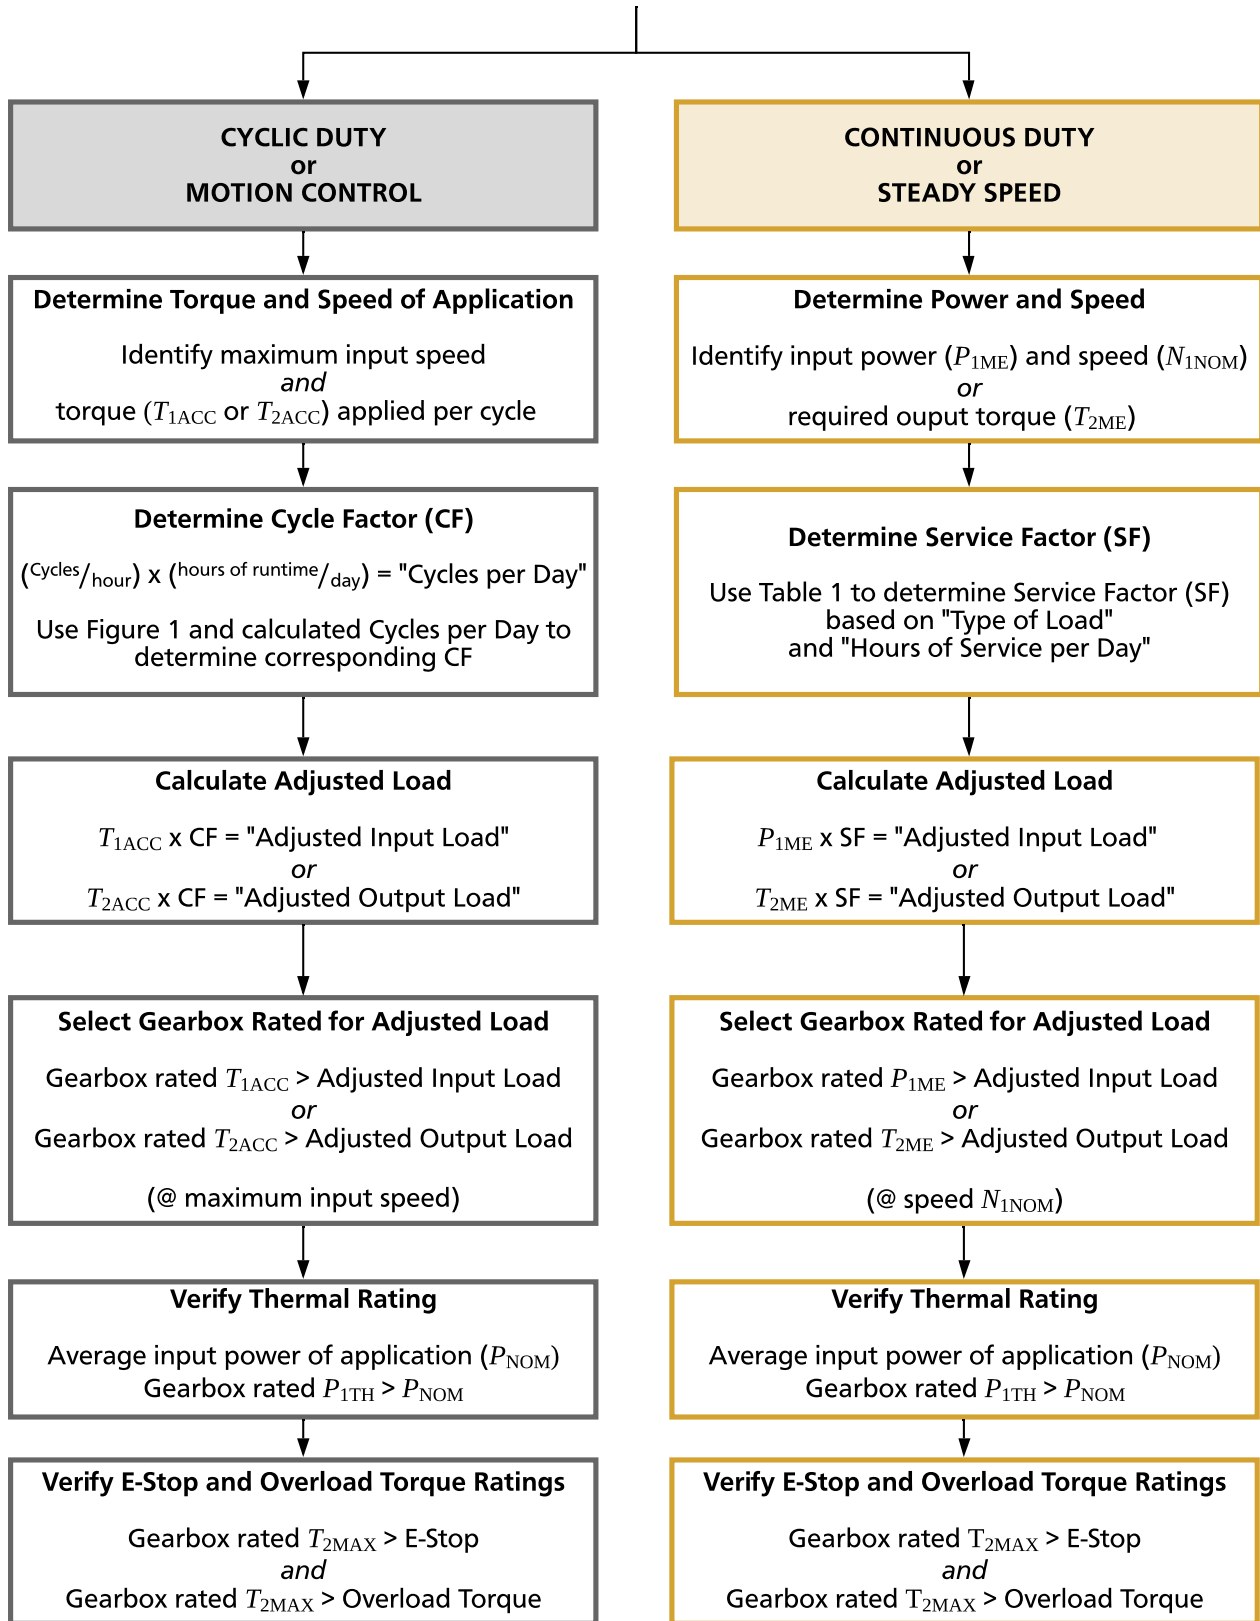 CYCLIC DUTY
or
MOTION CONTROL
Determine Torque and Speed of Application
Identify maximum input speed
and
torque (T1ACC or T2ACC) applied per cycle
Determine Cycle Factor (CF)
(Cycles/hour) x (hours of runtime/day) = "Cycles per Day"
Use Figure 1 and calculated Cycles per Day to
determine corresponding CF
Calculate Adjusted Load
T1ACC x CF = "Adjusted Input Load"
or
T2ACC x CF = "Adjusted Output Load"
Select Gearbox Rated for Adjusted Load
Gearbox rated T1ACC > Adjusted Input Load
or
Gearbox rated T2ACC > Adjusted Output Load
(@ maximum input speed)
Verify Thermal Rating
Average input power of application (PNOM)
Gearbox rated P1TH > PNOM
Verify E-Stop and Overload Torque Ratings
Gearbox rated T2MAX > E-Stop
and
Gearbox rated T2MAX > Overload Torque
CONTINUOUS DUTY
or
STEADY SPEED
Determine Power and Speed
Identify input power (P1ME) and speed (N1NOM)
or
required ouput torque (T2ME)
Determine Service Factor (SF)
Use Table 1 to determine Service Factor (SF)
based on "Type of Load"
and "Hours of Service per Day"
Calculate Adjusted Load
P1ME x SF = "Adjusted Input Load"
or
T2ME x SF = "Adjusted Output Load"
Select Gearbox Rated for Adjusted Load
Gearbox rated P1ME > Adjusted Input Load
or
Gearbox rated T2ME > Adjusted Output Load
(@ speed N1NOM)
Verify Thermal Rating
Average input power of application (PNOM)
Gearbox rated P1TH > PNOM
Verify E-Stop and Overload Torque Ratings
Gearbox rated T2MAX > E-Stop
and
Gearbox rated T2MAX > Overload Torque